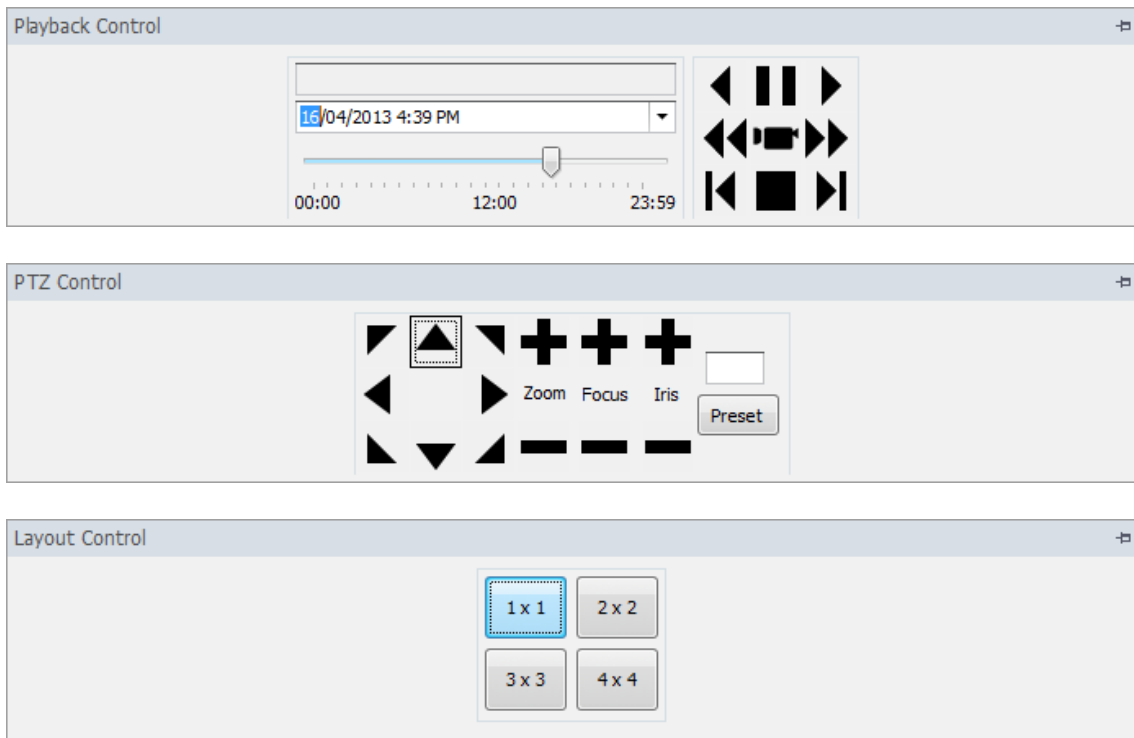 Playback Control
16/04/2013 4:39 PM
00:00 12:00 23:59
PTZ Control
Zoom Focus Iris
Preset
Layout Control
1 x 1 2 x 2
3 x 3 4 x 4